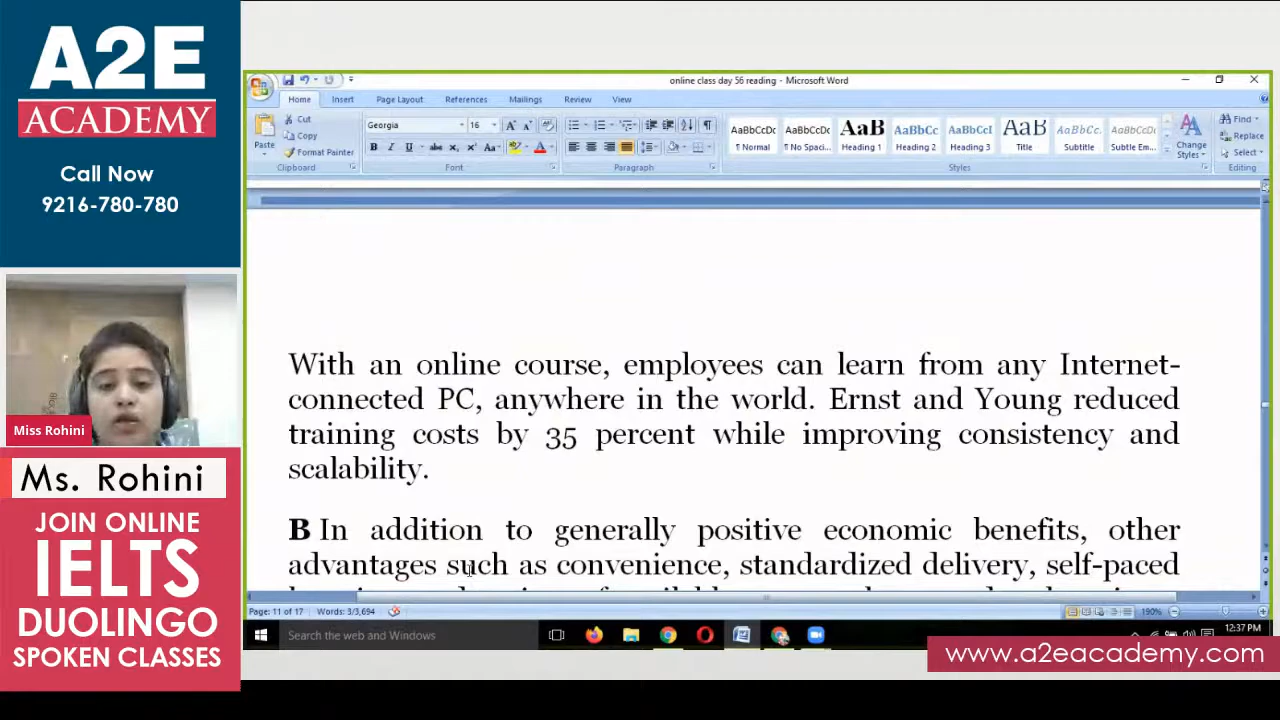 A2E
ACADEMY
Call Now
9216-780-780
Miss Rohini
Ms. Rohini
JOIN ONLINE
IELTS
DUOLINGO
SPOKEN CLASSES
online class day 56 reading - Microsoft Word
Home Insert Page Layout References Mailings Review View
Paste
Cut
Copy
Format Painter
Clipboard
Georgia 16
Font
Paragraph
AaBbCcDc AaBbCcDc AaB AaBbCc AaBbCcI AaB AaBbCcL AaBbCcDc
¶ Normal ¶ No Spaci... Heading 1 Heading 2 Heading 3 Title Subtitle Subtle Em...
Change
Styles
Styles
Find
Replace
Select
Editing
With an online course, employees can learn from any Internet-
connected PC, anywhere in the world. Ernst and Young reduced
training costs by 35 percent while improving consistency and
scalability.
B In addition to generally positive economic benefits, other
advantages such as convenience, standardized delivery, self-paced
Page: 11 of 17 Words: 3/3,694 190%
Search the web and Windows
12:37 PM
www.a2eacademy.com